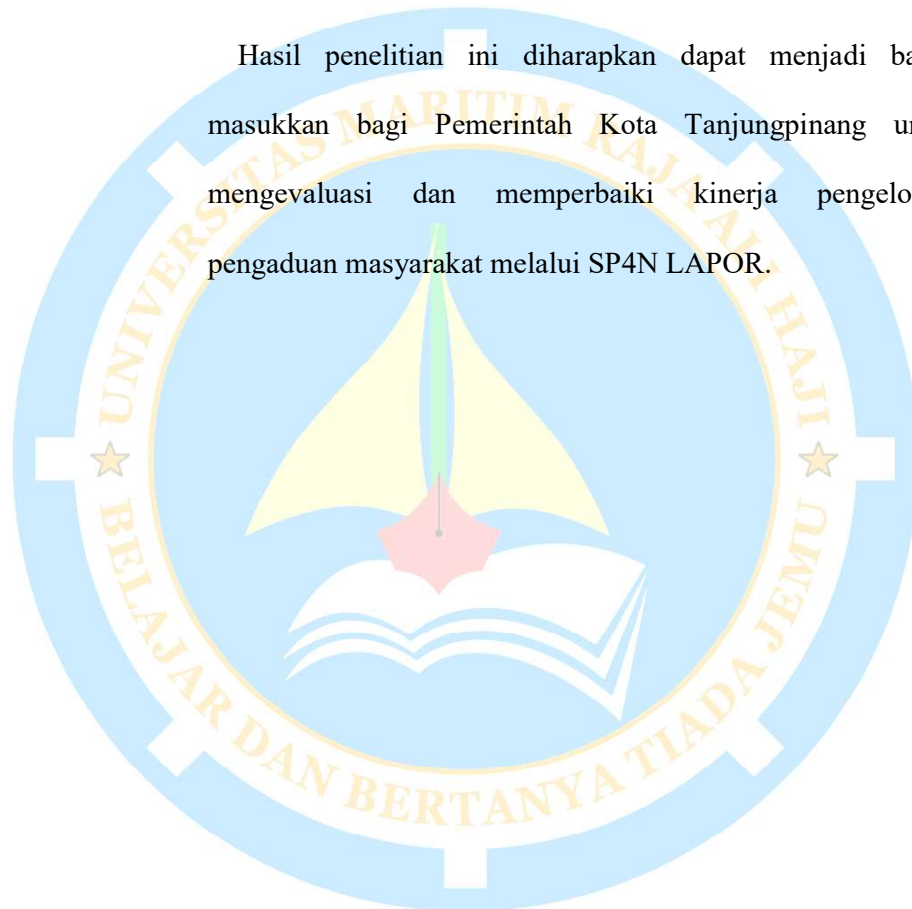 Hasil penelitian ini diharapkan dapat menjadi ba
masukkan bagi Pemerintah Kota Tanjungpinang un
mengevaluasi dan memperbaiki kinerja pengelo
pengaduan masyarakat melalui SP4N LAPOR.
UNIVERSITAS MARITIM RAJA ALI HAJI
BELAJAR DAN BERTANYA TIADA JEMU